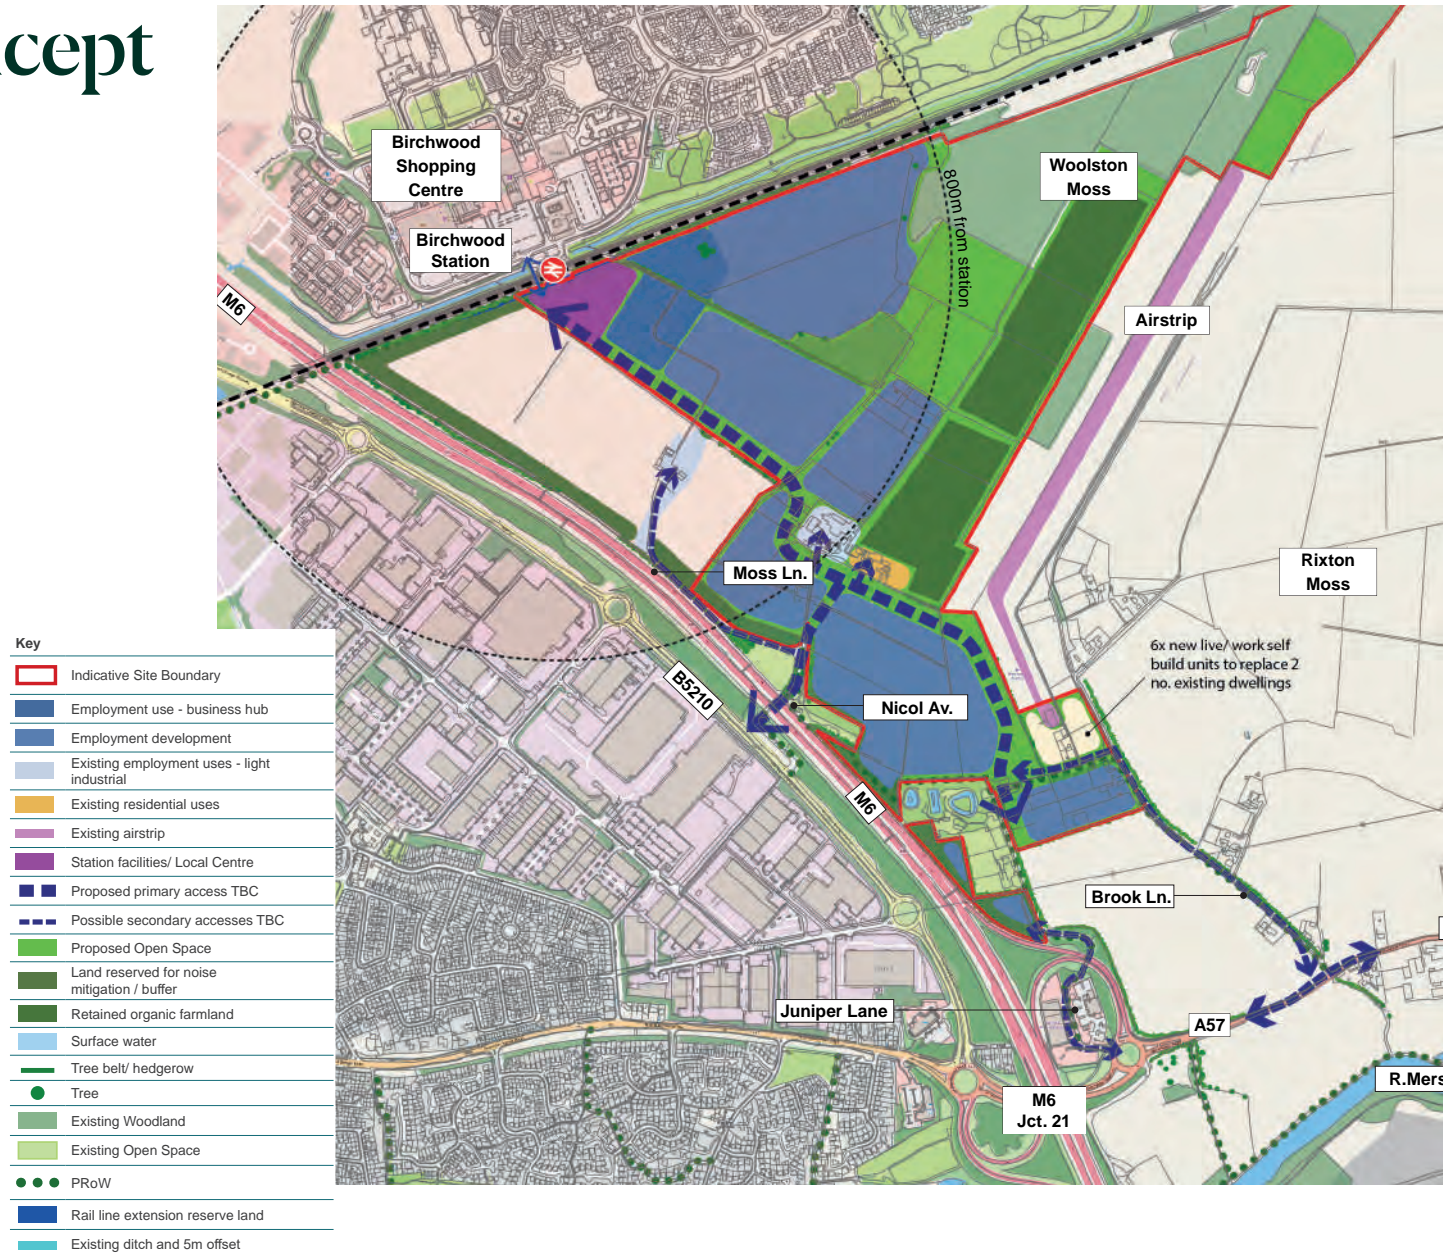 cept
Birchwood
Shopping
Centre
Birchwood
Station
M6
Woolston
Moss
800m from station
Airstrip
Rixton
Moss
Moss Ln.
6x new live/ work self
build units to replace 2
no. existing dwellings
B5210
Nicol Av.
M6
Brook Ln.
Juniper Lane
A57
M6
Jct. 21
R.Mers
Key
Indicative Site Boundary
Employment use - business hub
Employment development
Existing employment uses - light
industrial
Existing residential uses
Existing airstrip
Station facilities/ Local Centre
Proposed primary access TBC
Possible secondary accesses TBC
Proposed Open Space
Land reserved for noise
mitigation / buffer
Retained organic farmland
Surface water
Tree belt/ hedgerow
Tree
Existing Woodland
Existing Open Space
PRoW
Rail line extension reserve land
Existing ditch and 5m offset